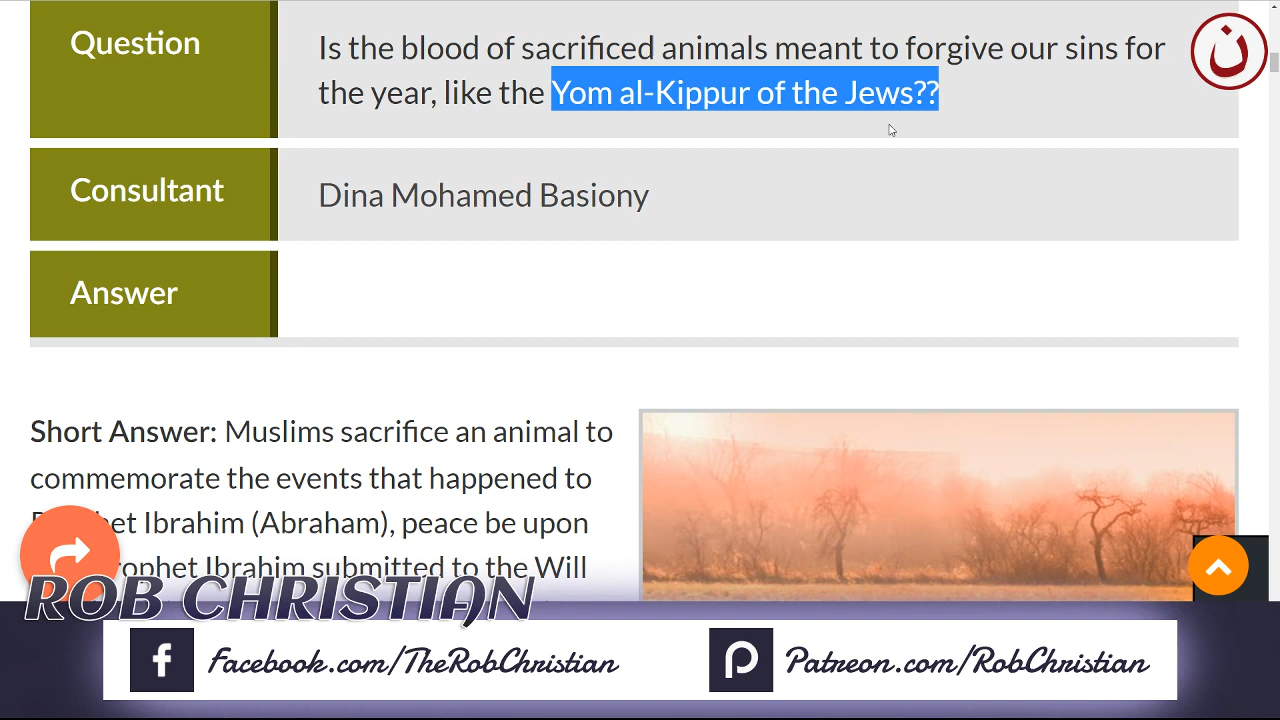 Question
Is the blood of sacrificed animals meant to forgive our sins for
the year, like the Yom al-Kippur of the Jews??
ن
Consultant
Dina Mohamed Basiony
Answer
Short Answer: Muslims sacrifice an animal to
commemorate the events that happened to
het Ibrahim (Abraham), peace be upon
rophet Ibrahim submitted to the Will
ROB CHRISTIAN
f
Facebook.com/TheRobChristian
Patreon.com/RobChristian